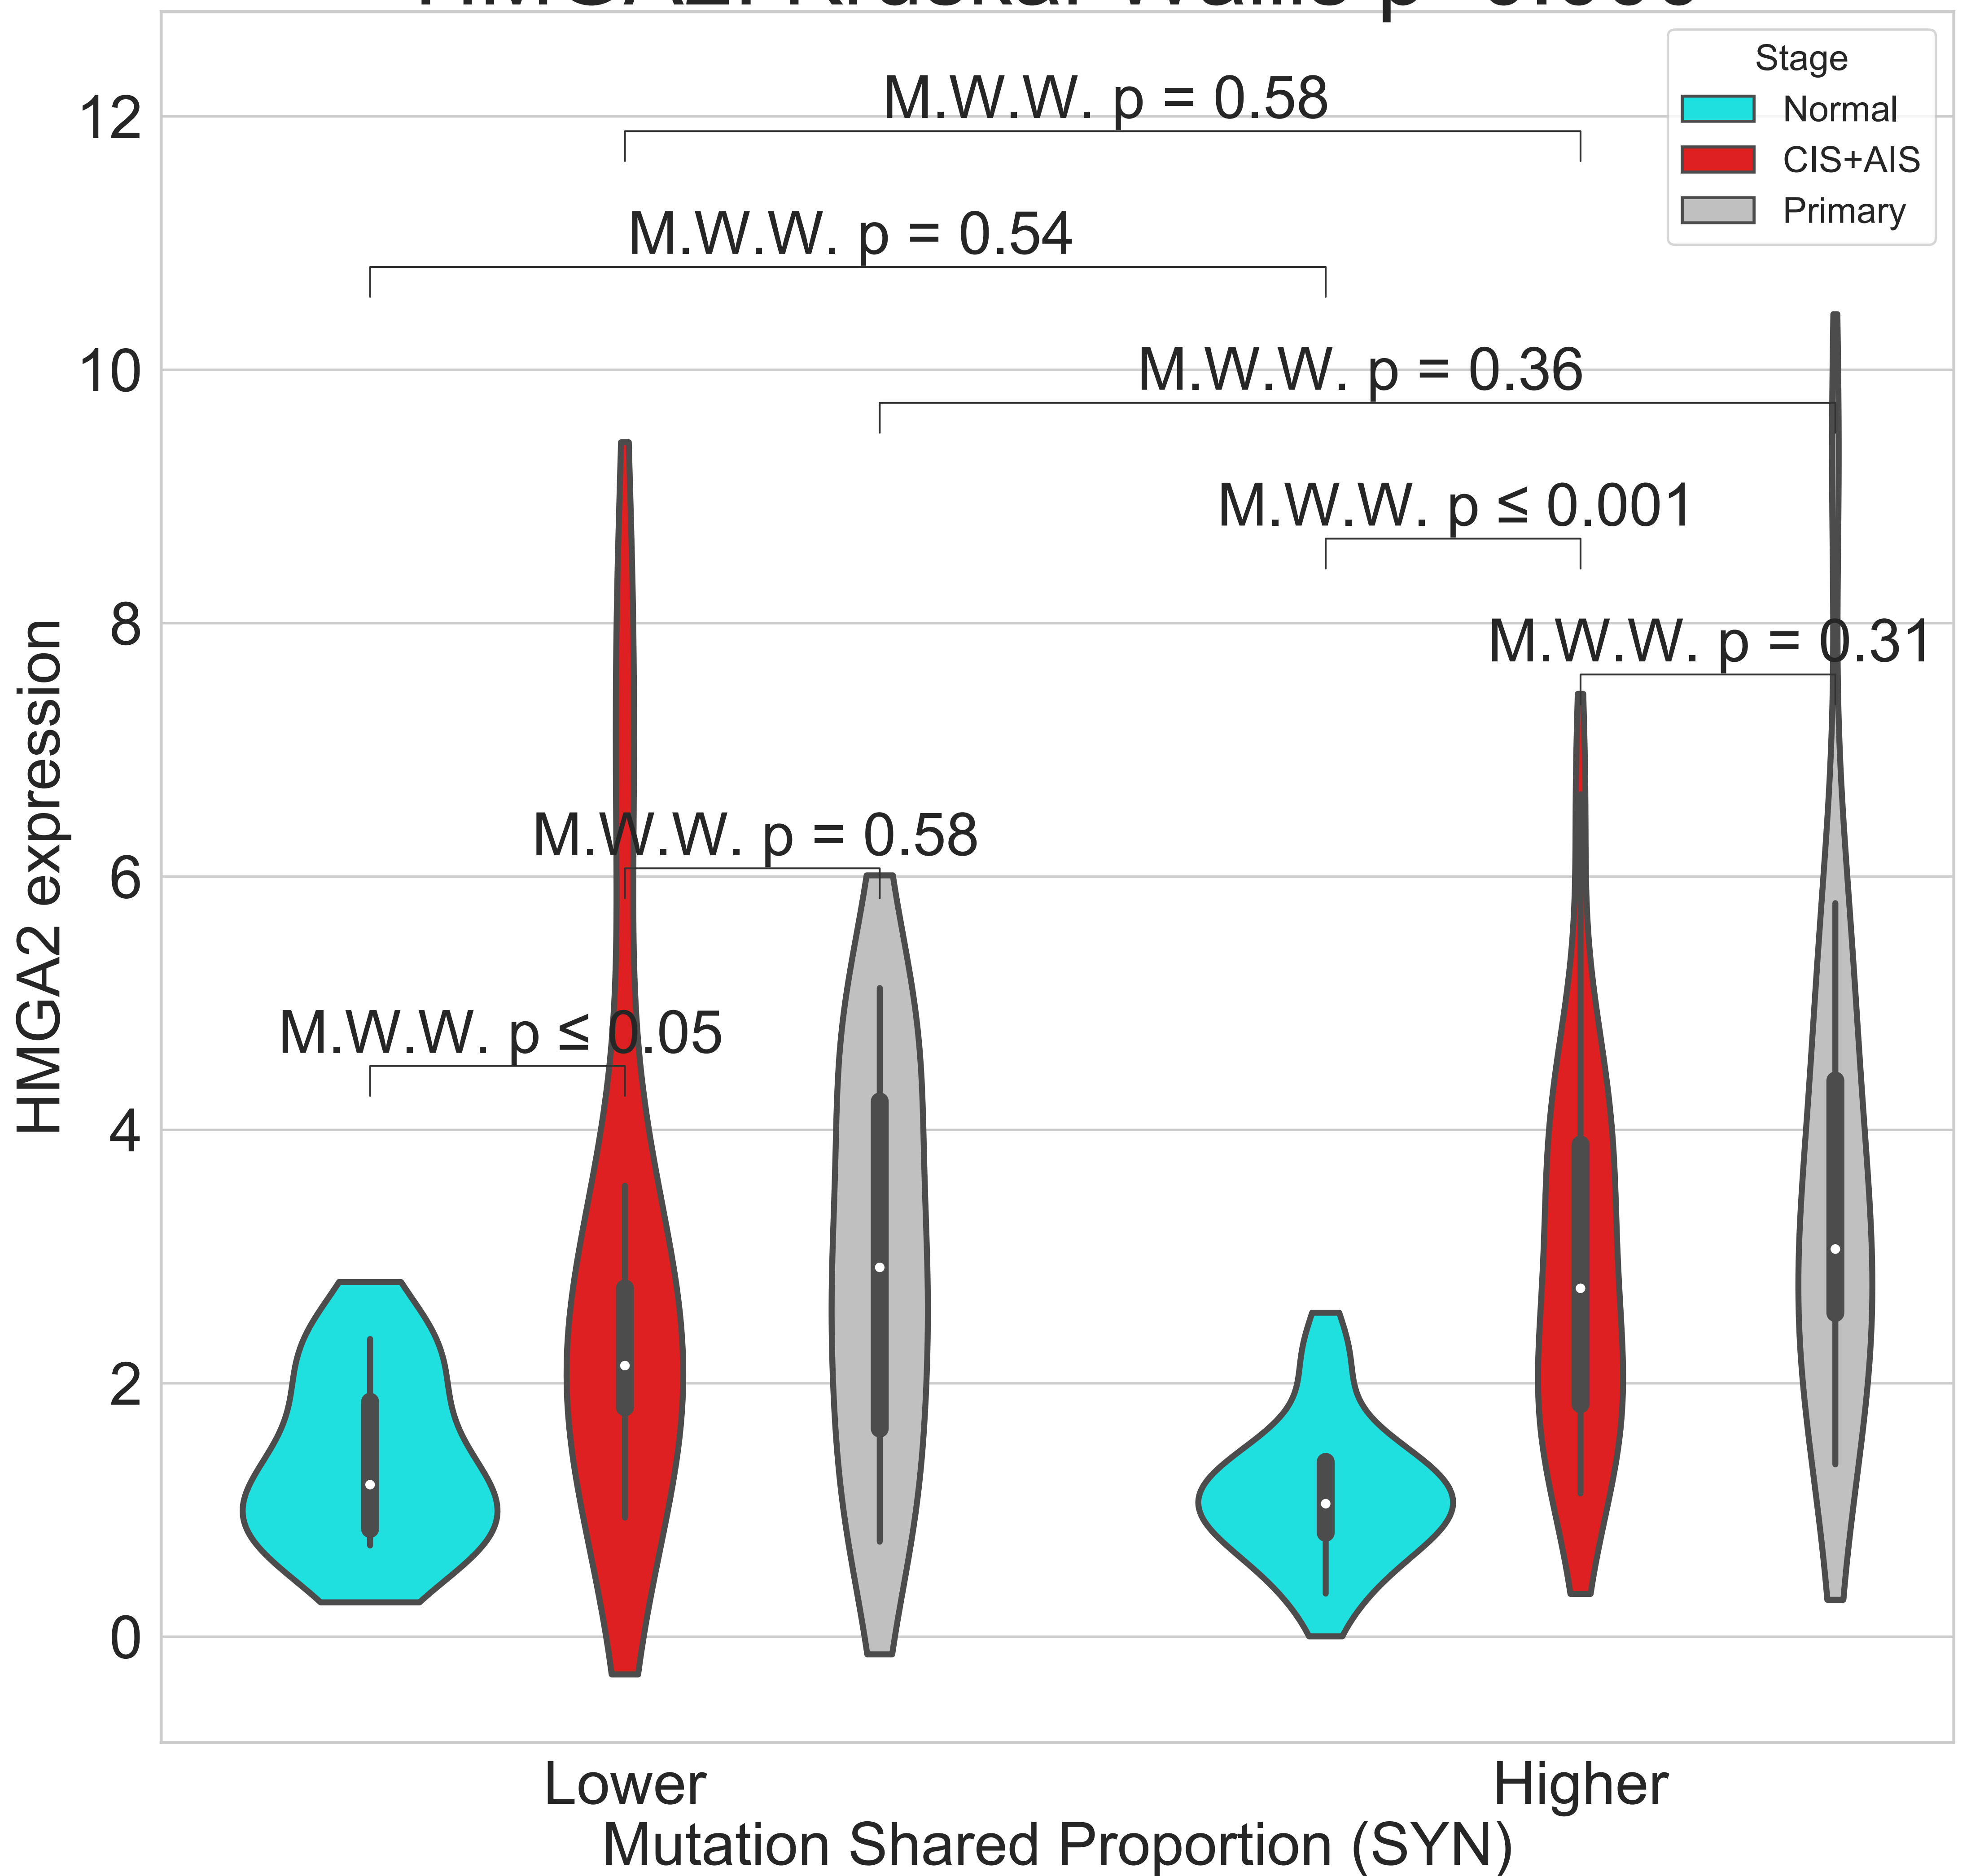 Stage
Normal
CIS+AIS
Primary
M.W.W. p = 0.58
M.W.W. p = 0.54
M.W.W. p = 0.36
M.W.W. p ≤ 0.001
M.W.W. p = 0.31
M.W.W. p = 0.58
M.W.W. p ≤ 0.05
12
10
8
6
4
2
0
HMGA2 expression
Lower
Higher
Mutation Shared Proportion (SYN)